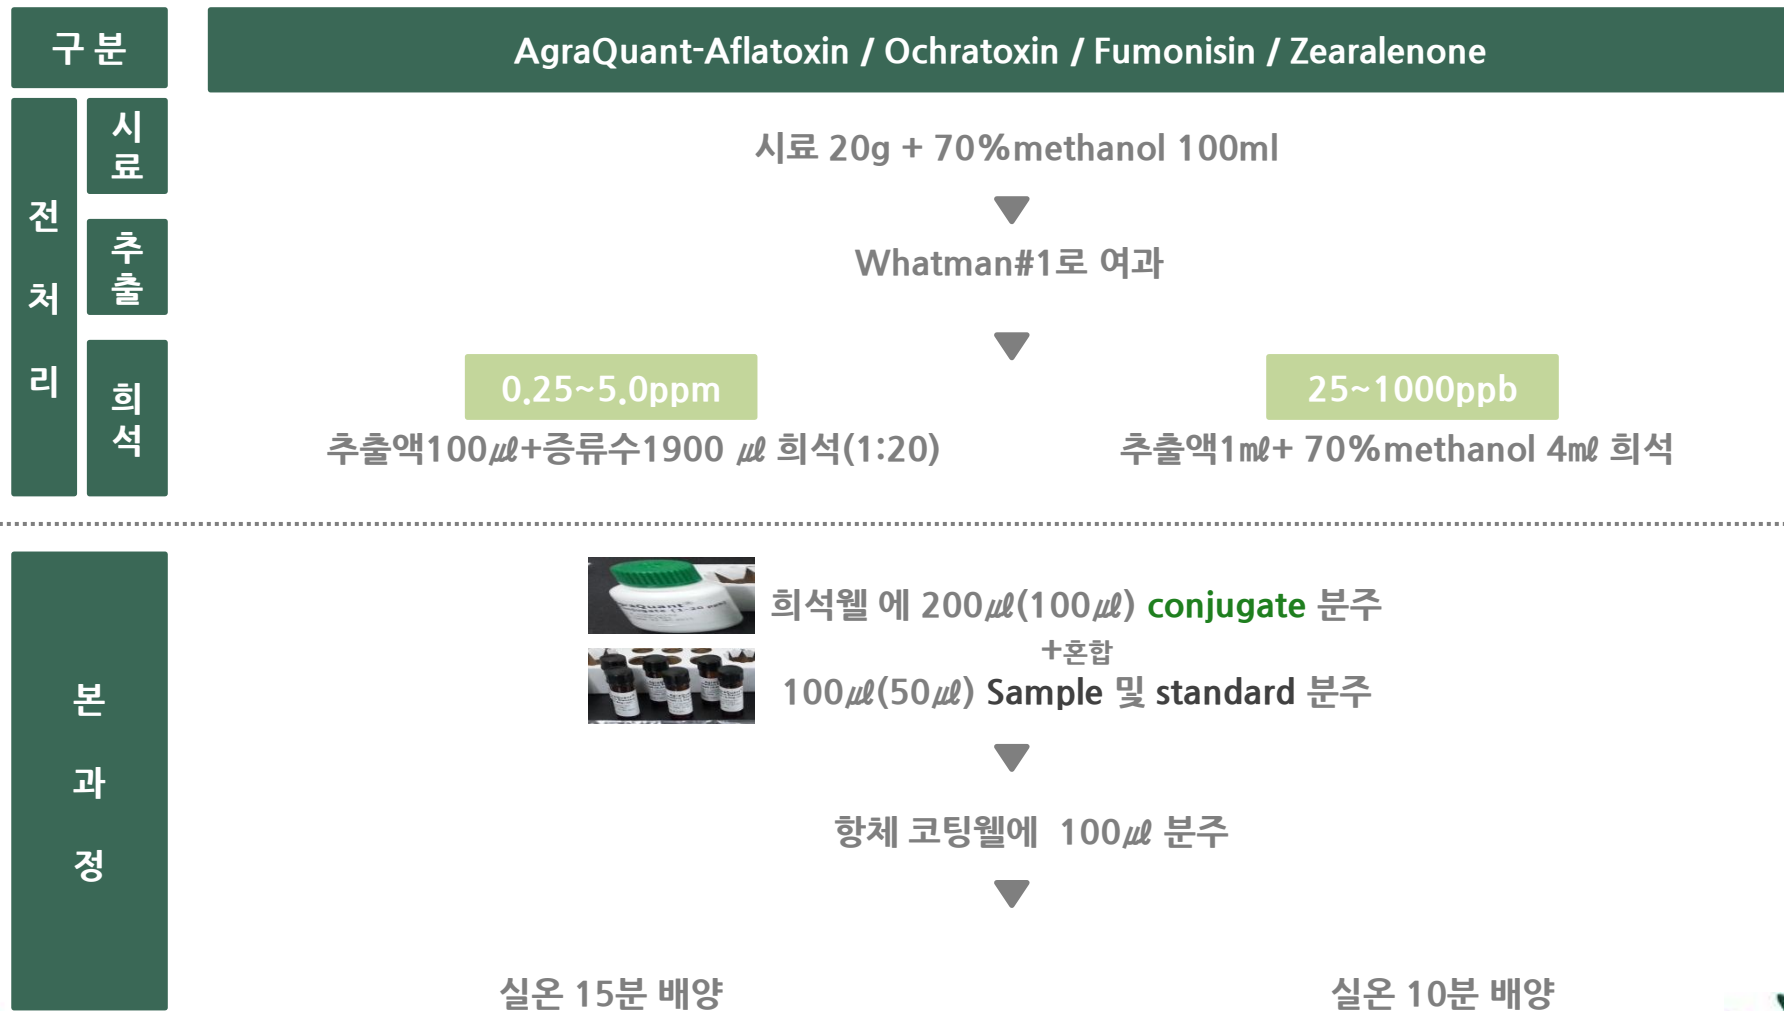 구 분
AgraQuant-Aflatoxin / Ochratoxin / Fumonisin / Zearalenone
전처리
시료
시료 20g + 70%methanol 100ml
추출
Whatman#1로 여과
희석
0.25~5.0ppm
25~1000ppb
추출액100㎕+증류수1900 ㎕ 희석(1:20)
추출액1㎖+ 70%methanol 4㎖ 희석
본과정
희석웰 에 200㎕(100㎕) conjugate 분주
+혼합
100㎕(50㎕) Sample 및 standard 분주
항체 코팅웰에 100㎕ 분주
실온 15분 배양
실온 10분 배양